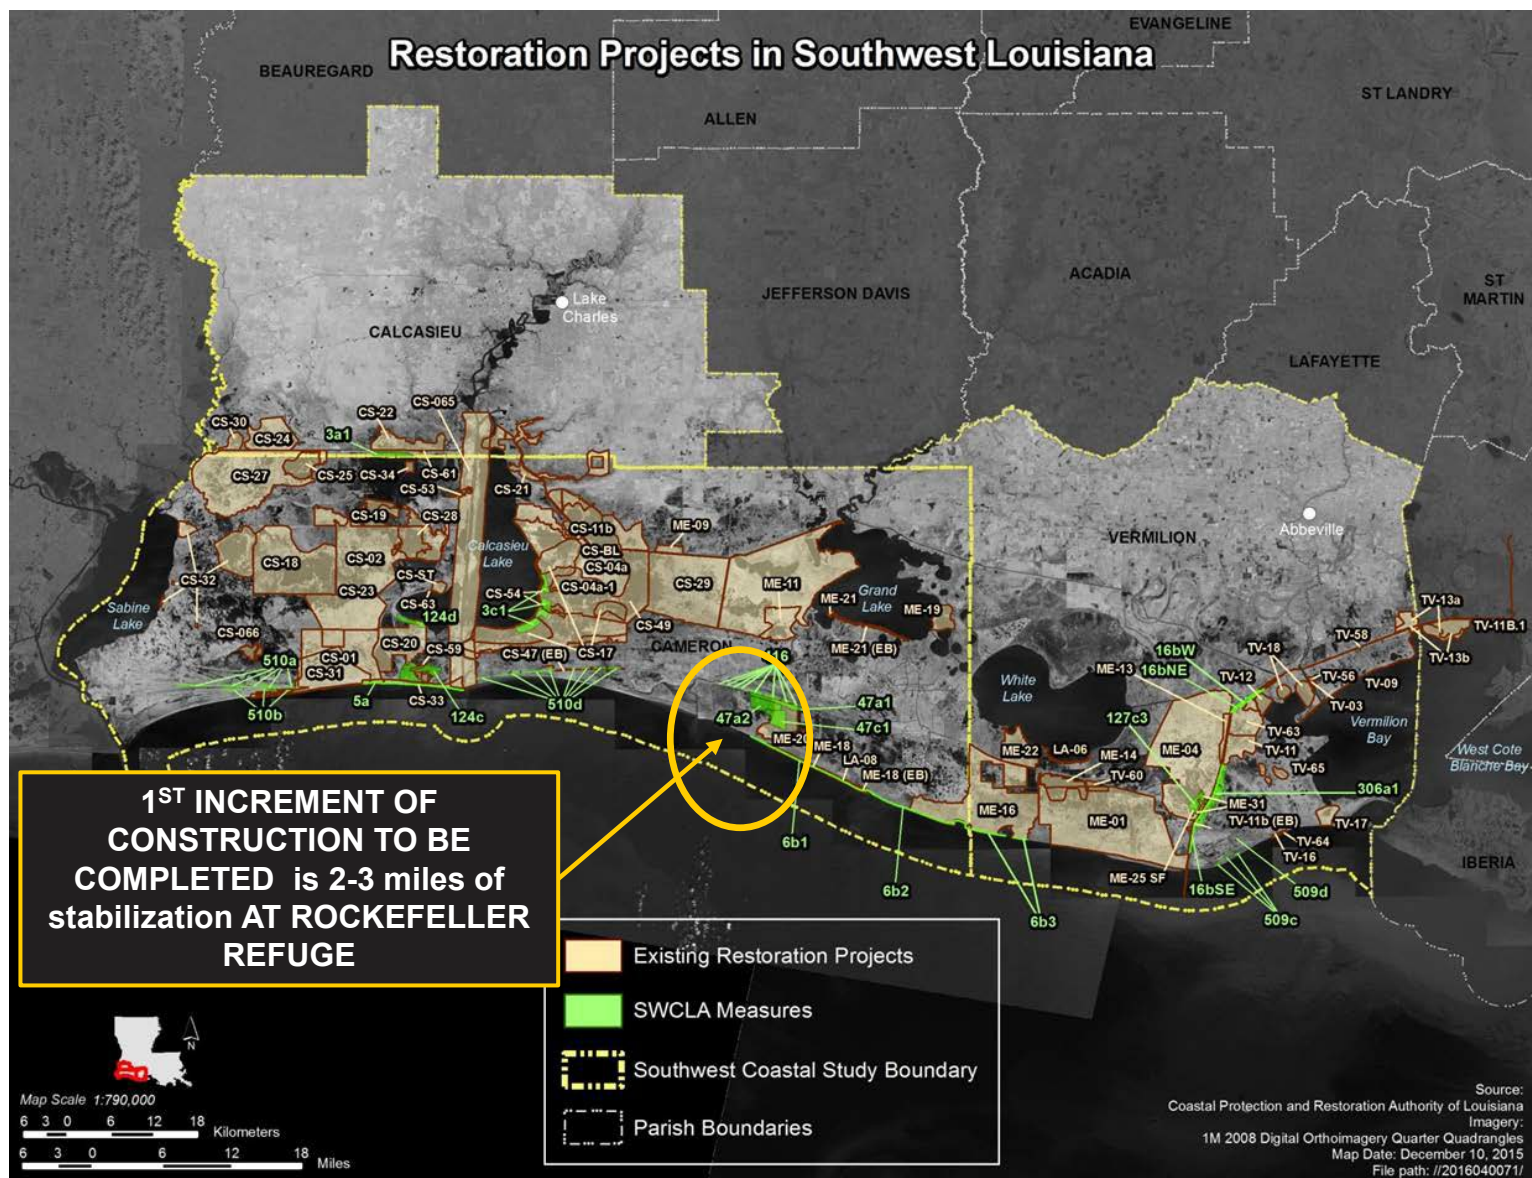 Restoration Projects in Southwest Louisiana
EVANGELINE
BEAUREGARD
ST LANDRY
ALLEN
ACADIA
JEFFERSON DAVIS
ST
MARTIN
Lake
Charles
CALCASIEU
LAFAYETTE
CS-065
CS-22
CS-30
CS-24
3a1
CS-27
CS-25
CS-34
CS-61
CS-53
CS-21
CS-19
CS-28
CS-11b
ME-09
Abbeville
VERMILION
Calcasieu
Lake
CS-18
CS-02
CS-BL
CS-04a
CS-32
CS-ST
CS-04a-1
CS-29
ME-11
CS-23
CS-54
Grand
Lake
ME-21
ME-19
Sabine
Lake
CS-63
3c1
124d
CS-49
CS-066
CS-20
CS-59
CS-47 (EB)
CS-17
CAMERON
ME-21 (EB)
TV-13a
TV-11B.1
TV-58
TV-13b
510a
CS-01
CS-31
116
16bW
16bNE
TV-18
ME-13
TV-12
TV-56
TV-09
White
Lake
510b
5a
CS-33
124c
510d
47a1
47a2
47c1
TV-03
127c3
Vermilion
Bay
TV-63
ME-20
ME-18
ME-22
LA-06
ME-14
ME-04
TV-11
West Cote
Blanche Bay
LA-08
ME-18 (EB)
TV-60
TV-65
306a1
ME-16
ME-01
ME-31
TV-11b (EB)
TV-17
TV-64
TV-16
6b1
IBERIA
ME-25 SF
16bSE
509d
6b2
6b3
509c
1ST INCREMENT OF
CONSTRUCTION TO BE
COMPLETED is 2-3 miles of
stabilization AT ROCKEFELLER
REFUGE
Existing Restoration Projects
SWCLA Measures
Southwest Coastal Study Boundary
Parish Boundaries
N
Map Scale 1:790,000
6 3 0 6 12 18
Kilometers
6 3 0 6 12 18
Miles
Source:
Coastal Protection and Restoration Authority of Louisiana
Imagery:
1M 2008 Digital Orthoimagery Quarter Quadrangles
Map Date: December 10, 2015
File path: //2016040071/